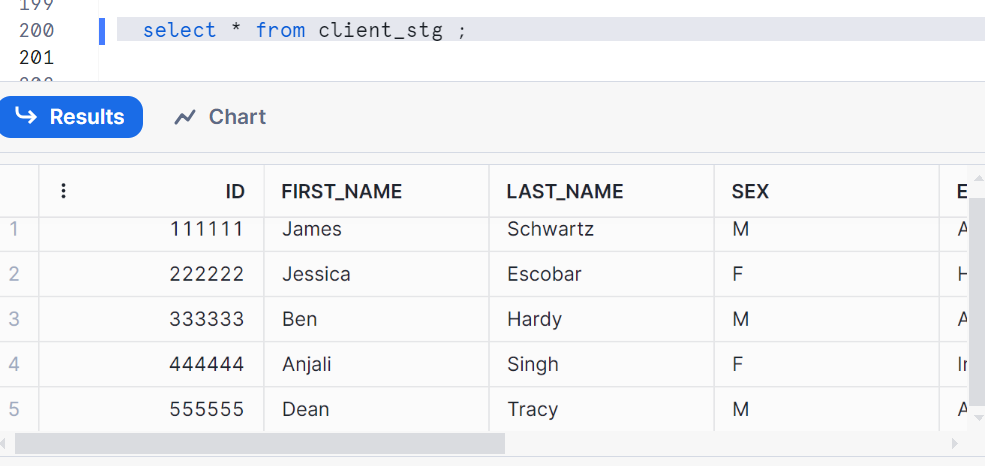 199
200 select * from client_stg ;
201
Results Chart
ID FIRST_NAME LAST_NAME SEX E
1 111111 James Schwartz M A
2 222222 Jessica Escobar F H
3 333333 Ben Hardy M A
4 444444 Anjali Singh F I
5 555555 Dean Tracy M A